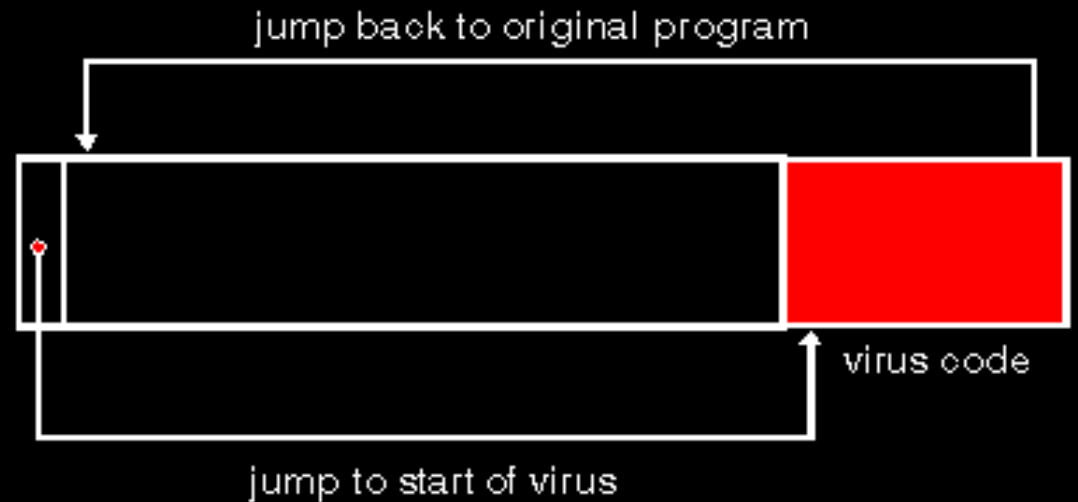 jump back to original program
virus code
jump to start of virus